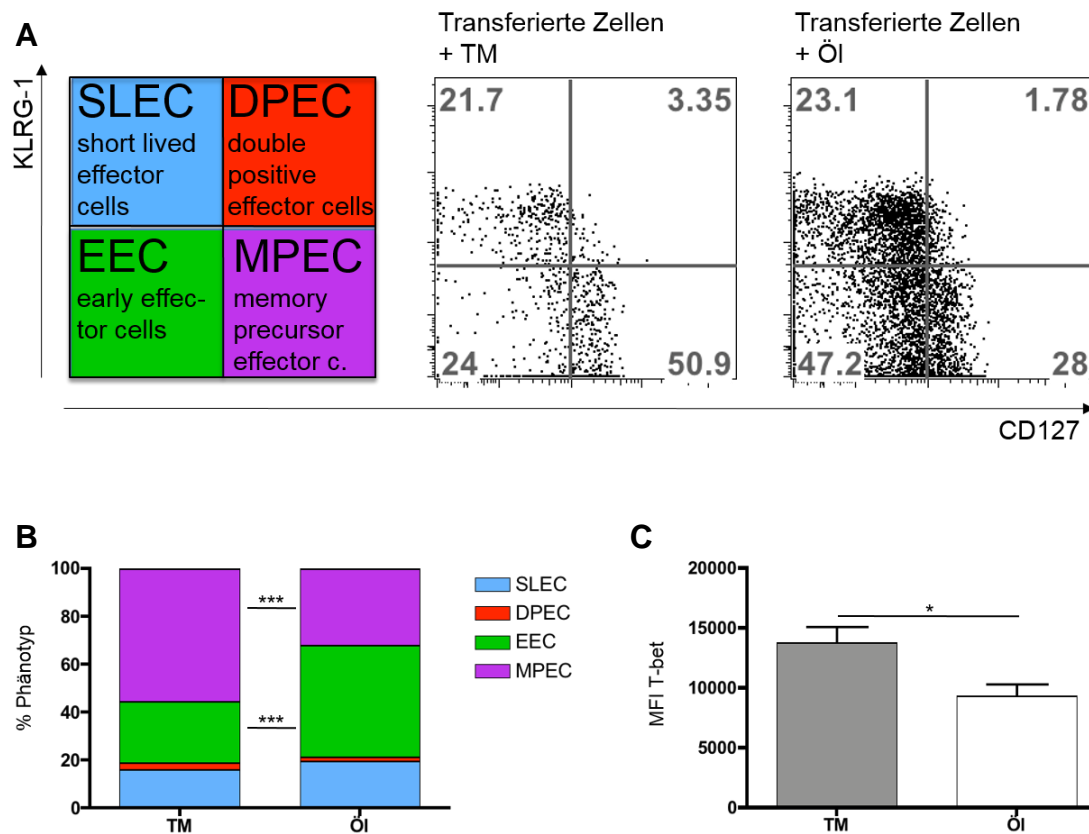 A
KLRG-1
SLEC
short lived
effector
cells
DPEC
double
positive
effector cells
EEC
early effec-
tor cells
MPEC
memory
precursor
effector c.
Transferierte Zellen
+ TM
21.7
3.35
24
50.9
Transferierte Zellen
+ Öl
23.1
1.78
47.2
28
CD127
B
% Phänotyp
100
80
60
40
20
0
***
***
TM
Öl
SLEC
DPEC
EEC
MPEC
C
MFI T-bet
20000
15000
10000
5000
0
*
TM
Öl